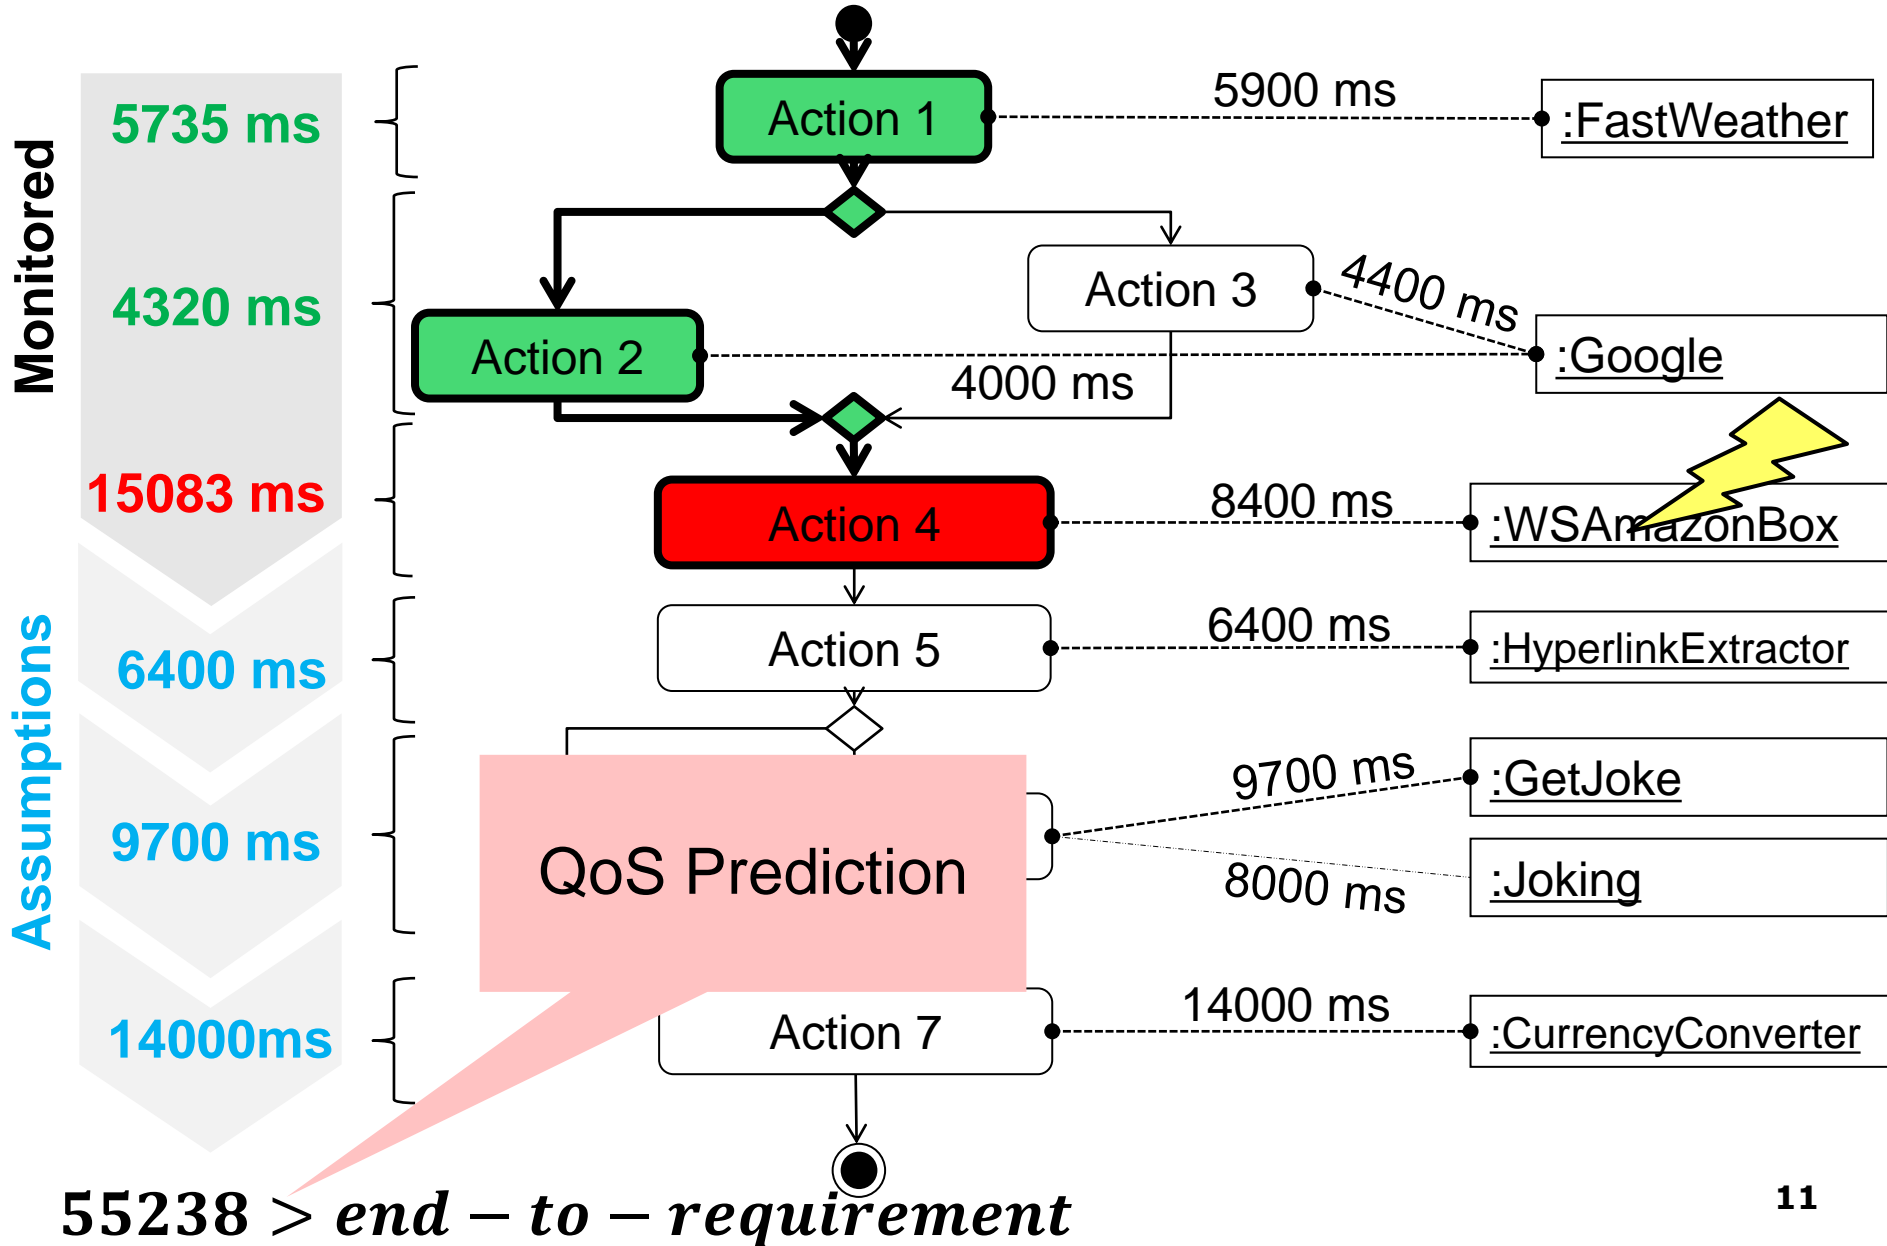 Monitored
5735 ms
4320 ms
15083 ms
Assumptions
6400 ms
9700 ms
14000ms
Action 1
5900 ms
:FastWeather
Action 3
4400 ms
Action 2
4000 ms
:Google
Action 4
8400 ms
:WSAmazonBox
Action 5
6400 ms
:HyperlinkExtractor
QoS Prediction
9700 ms
:GetJoke
8000 ms
:Joking
Action 7
14000 ms
:CurrencyConverter
55238 > end – to – requirement
11